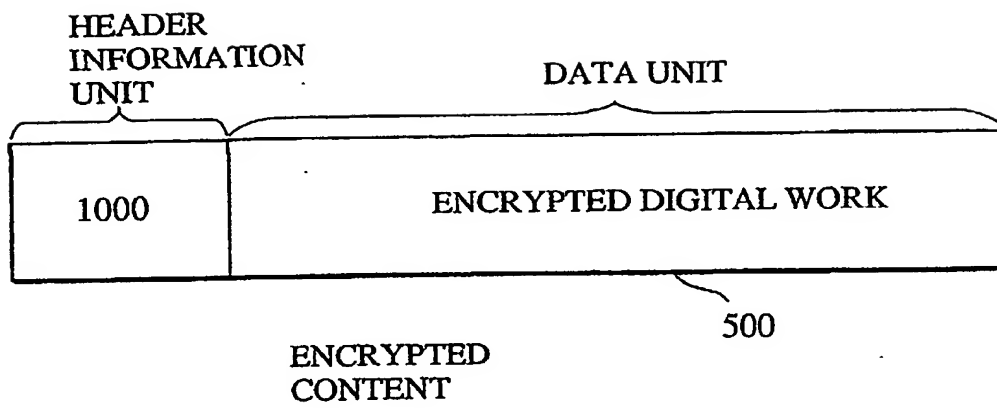 HEADER
INFORMATION
UNIT
DATA UNIT
1000
ENCRYPTED DIGITAL WORK
500
ENCRYPTED
CONTENT